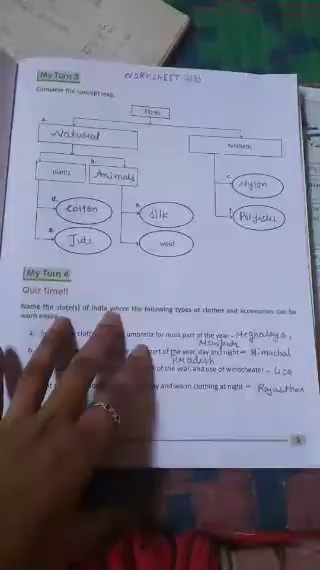 My Turn 3
WORKSHEET
Complete the concept map.
Fibres
a.
Natural
Synthetic
Plants
b.
Animals
c.
Nylon
d.
Cotton
e.
Silk
f.
Polyester
g.
Jute
wool
My Turn 4
Quiz Time!!
Name the state(s) of India where the following types of clothes and accessories can be
worn
a. umbrella for most part of the year - Meghalaya,
Manipur
part of the year, day and night - Himachal
Pradesh
of the year, and use of windcheater - Goa
day and warm clothing at night - Rajasthan